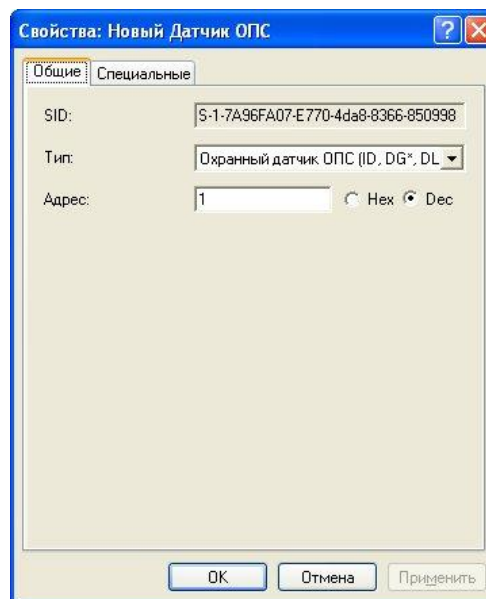 Свойства: Новый Датчик ОПС
Общие Специальные
SID: S-1-7A96FA07-E770-4da8-8366-850998
Тип: Охранный датчик ОПС (ID, DG*, DL
Адрес: 1 Hex Dec
OK Отмена Применить